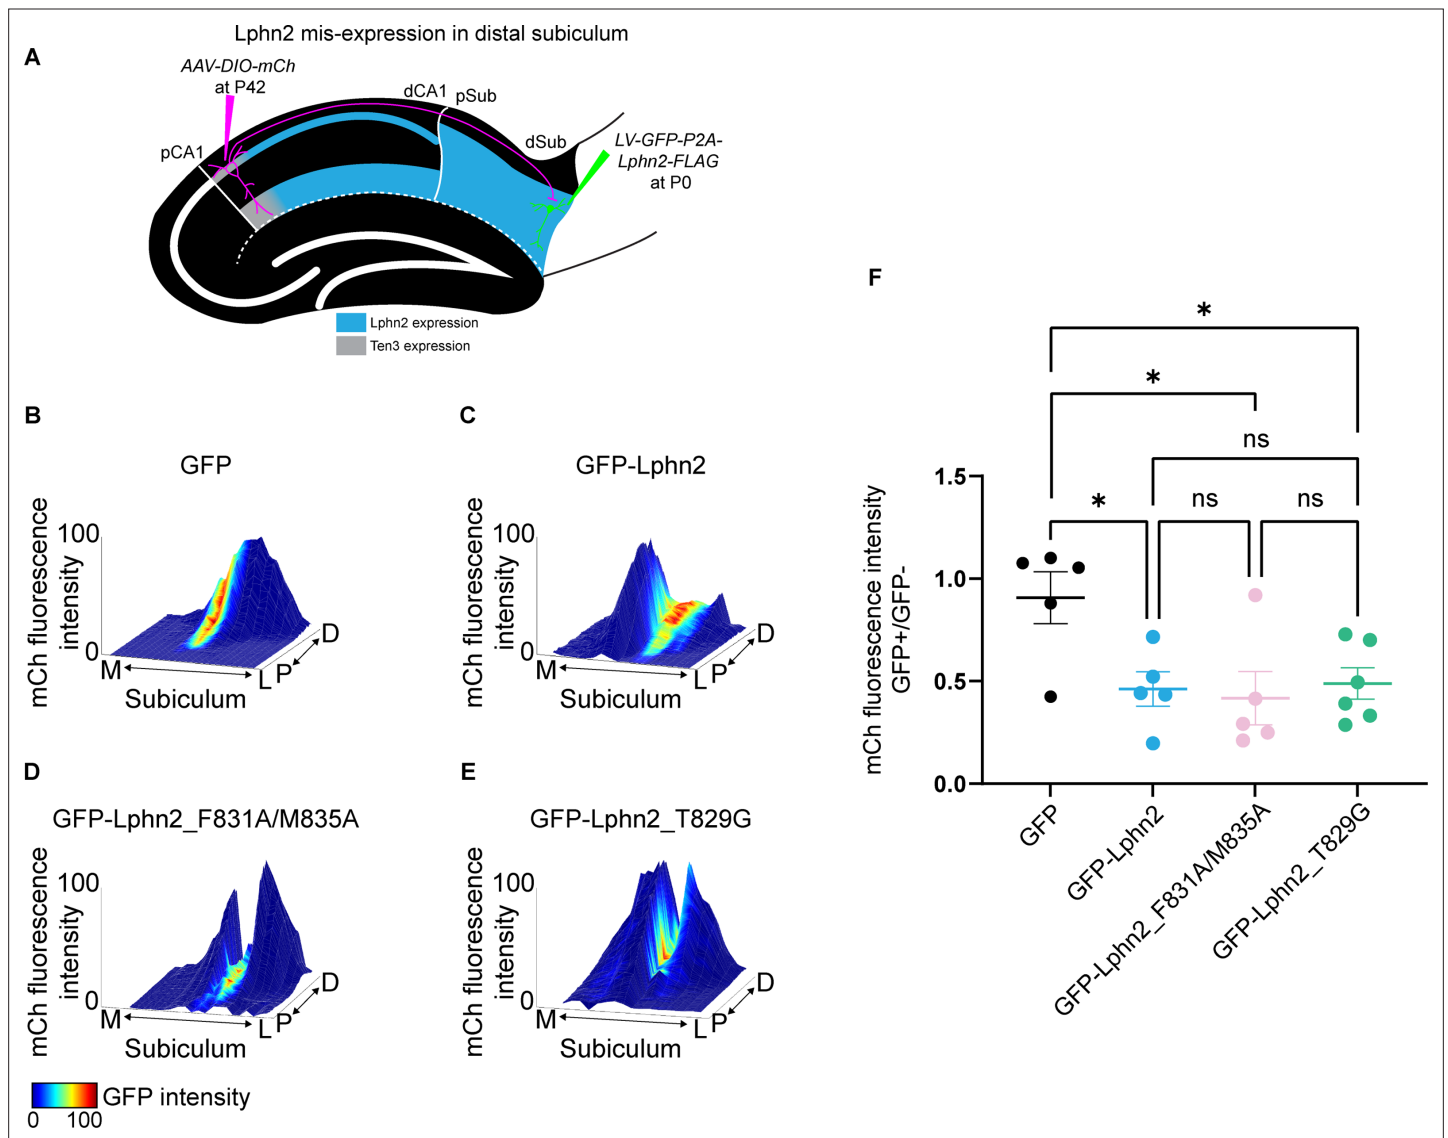 Lphn2 mis-expression in distal subiculum
A
AAV-DIO-mCh
at P42
dCA1
pSub
pCA1
dSub
LV-GFP-P2A-
Lphn2-FLAG
at P0
Lphn2 expression
Ten3 expression
B
GFP
mCh fluorescence
intensity
100
0
M
L
P
D
Subiculum
C
GFP-Lphn2
mCh fluorescence
intensity
100
0
M
L
P
D
Subiculum
D
GFP-Lphn2_F831A/M835A
mCh fluorescence
intensity
100
0
M
L
P
D
Subiculum
E
GFP-Lphn2_T829G
mCh fluorescence
intensity
100
0
M
L
P
D
Subiculum
GFP intensity
0
100
F
*
*
ns
*
ns
ns
mCh fluorescence intensity
GFP+/GFP-
1.5
1.0
0.5
0.0
GFP
GFP-Lphn2
GFP-Lphn2_F831A/M835A
GFP-Lphn2_T829G